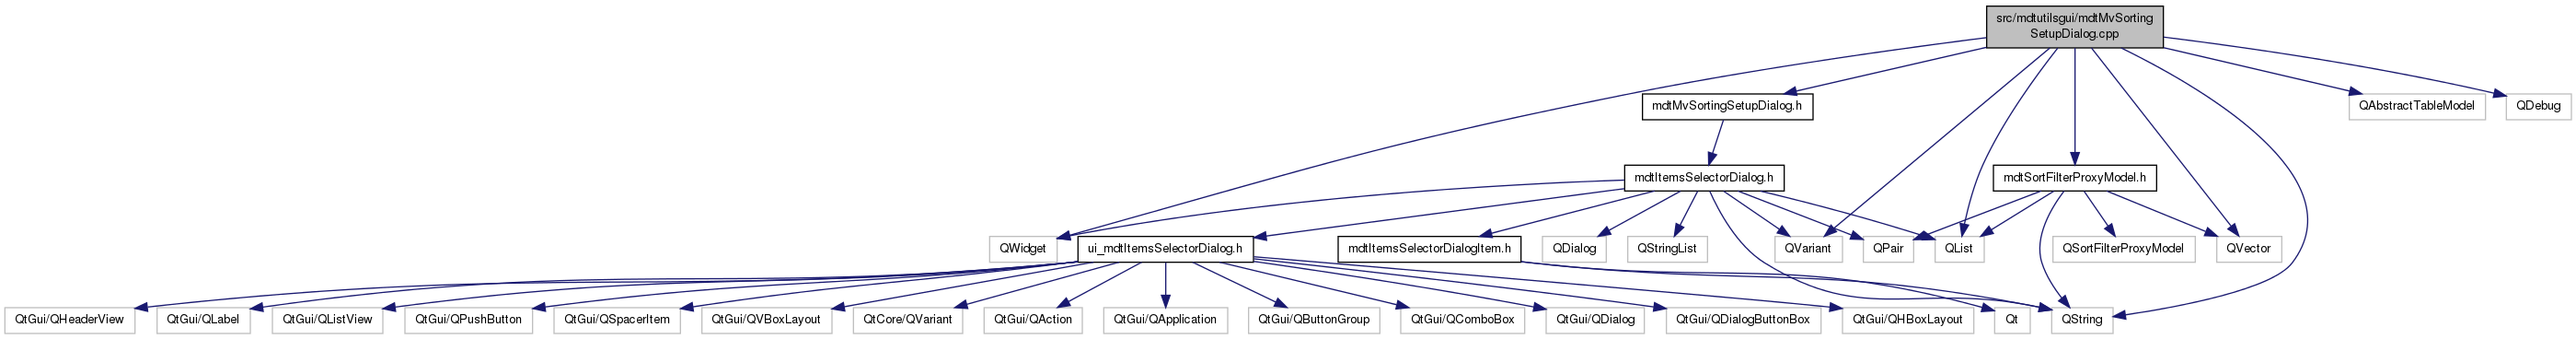 src/mdtutilsgui/mdtMvSorting
SetupDialog.cpp
mdtMvSortingSetupDialog.h
QAbstractTableModel
QDebug
mdtItemsSelectorDialog.h
mdtSortFilterProxyModel.h
QWidget
ui_mdtItemsSelectorDialog.h
mdtItemsSelectorDialogItem.h
QDialog
QStringList
QVariant
QPair
QList
QSortFilterProxyModel
QVector
QtGui/QHeaderView
QtGui/QLabel
QtGui/QListView
QtGui/QPushButton
QtGui/QSpacerItem
QtGui/QVBoxLayout
QtCore/QVariant
QtGui/QAction
QtGui/QApplication
QtGui/QButtonGroup
QtGui/QComboBox
QtGui/QDialog
QtGui/QDialogButtonBox
QtGui/QHBoxLayout
Qt
QString